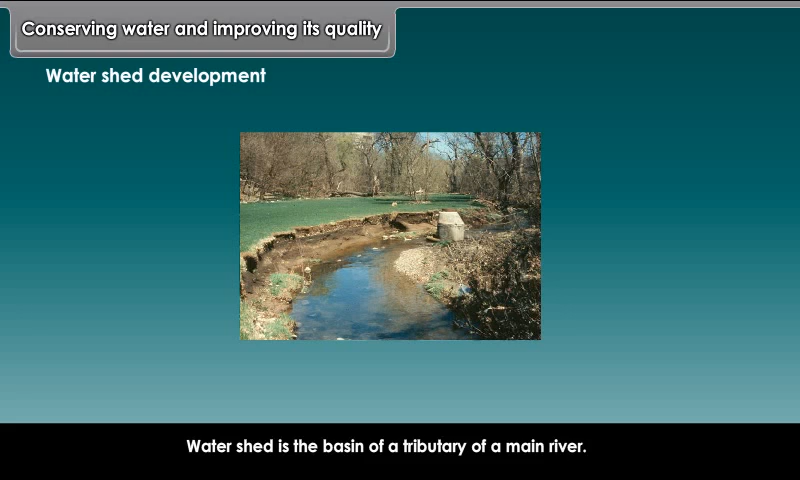 Conserving water and improving its quality
Water shed development
Water shed is the basin of a tributary of a main river.